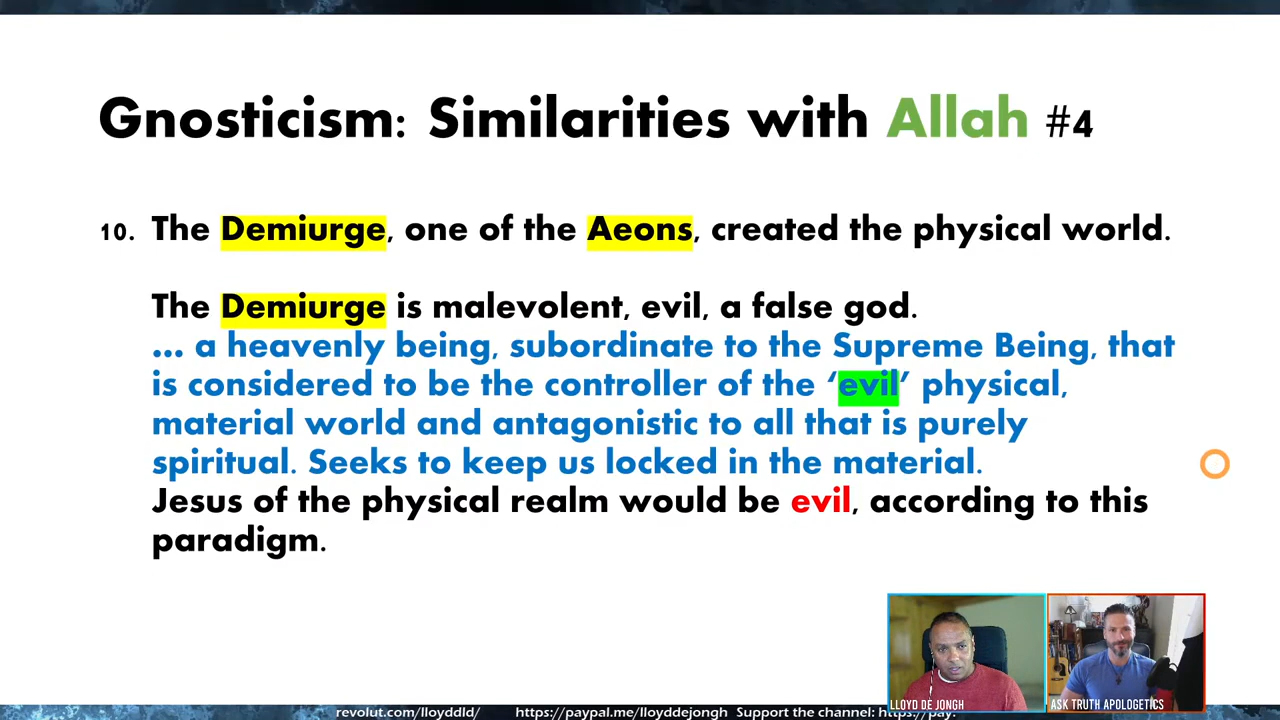 Gnosticism: Similarities with Allah #4
10. The Demiurge, one of the Aeons, created the physical world.
The Demiurge is malevolent, evil, a false god.
... a heavenly being, subordinate to the Supreme Being, that
is considered to be the controller of the ‘evil’ physical,
material world and antagonistic to all that is purely
spiritual. Seeks to keep us locked in the material.
Jesus of the physical realm would be evil, according to this
paradigm.
LLOYD DE JONGH
ASK TRUTH APOLOGETICS
revolut.com/lloyddld/ https://paypal.me/lloyddejongh Support the channel: https://pay.